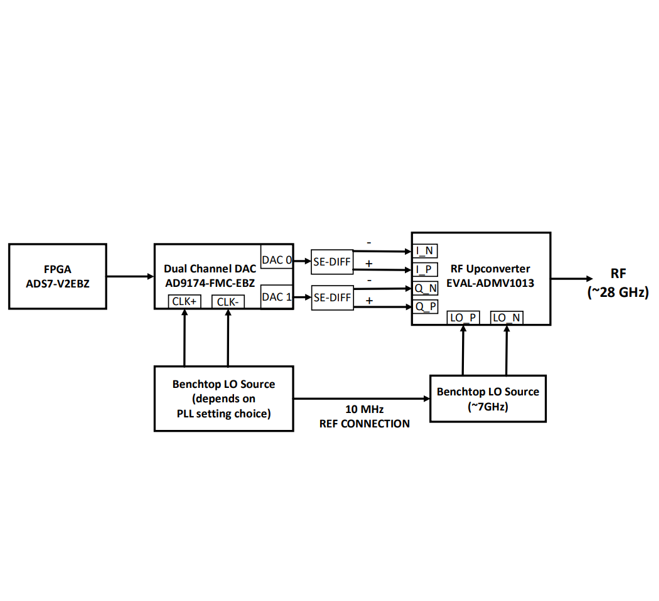 FPGA
ADS7-V2EBZ
Dual Channel DAC
AD9174-FMC-EBZ
DAC 0
DAC 1
CLK+
CLK-
SE-DIFF
SE-DIFF
-
+
-
+
I_N
I_P
Q_N
Q_P
RF Upconverter
EVAL-ADMV1013
LO_P
LO_N
RF
(~28 GHz)
Benchtop LO Source
(depends on
PLL setting choice)
10 MHz
REF CONNECTION
Benchtop LO Source
(~7GHz)